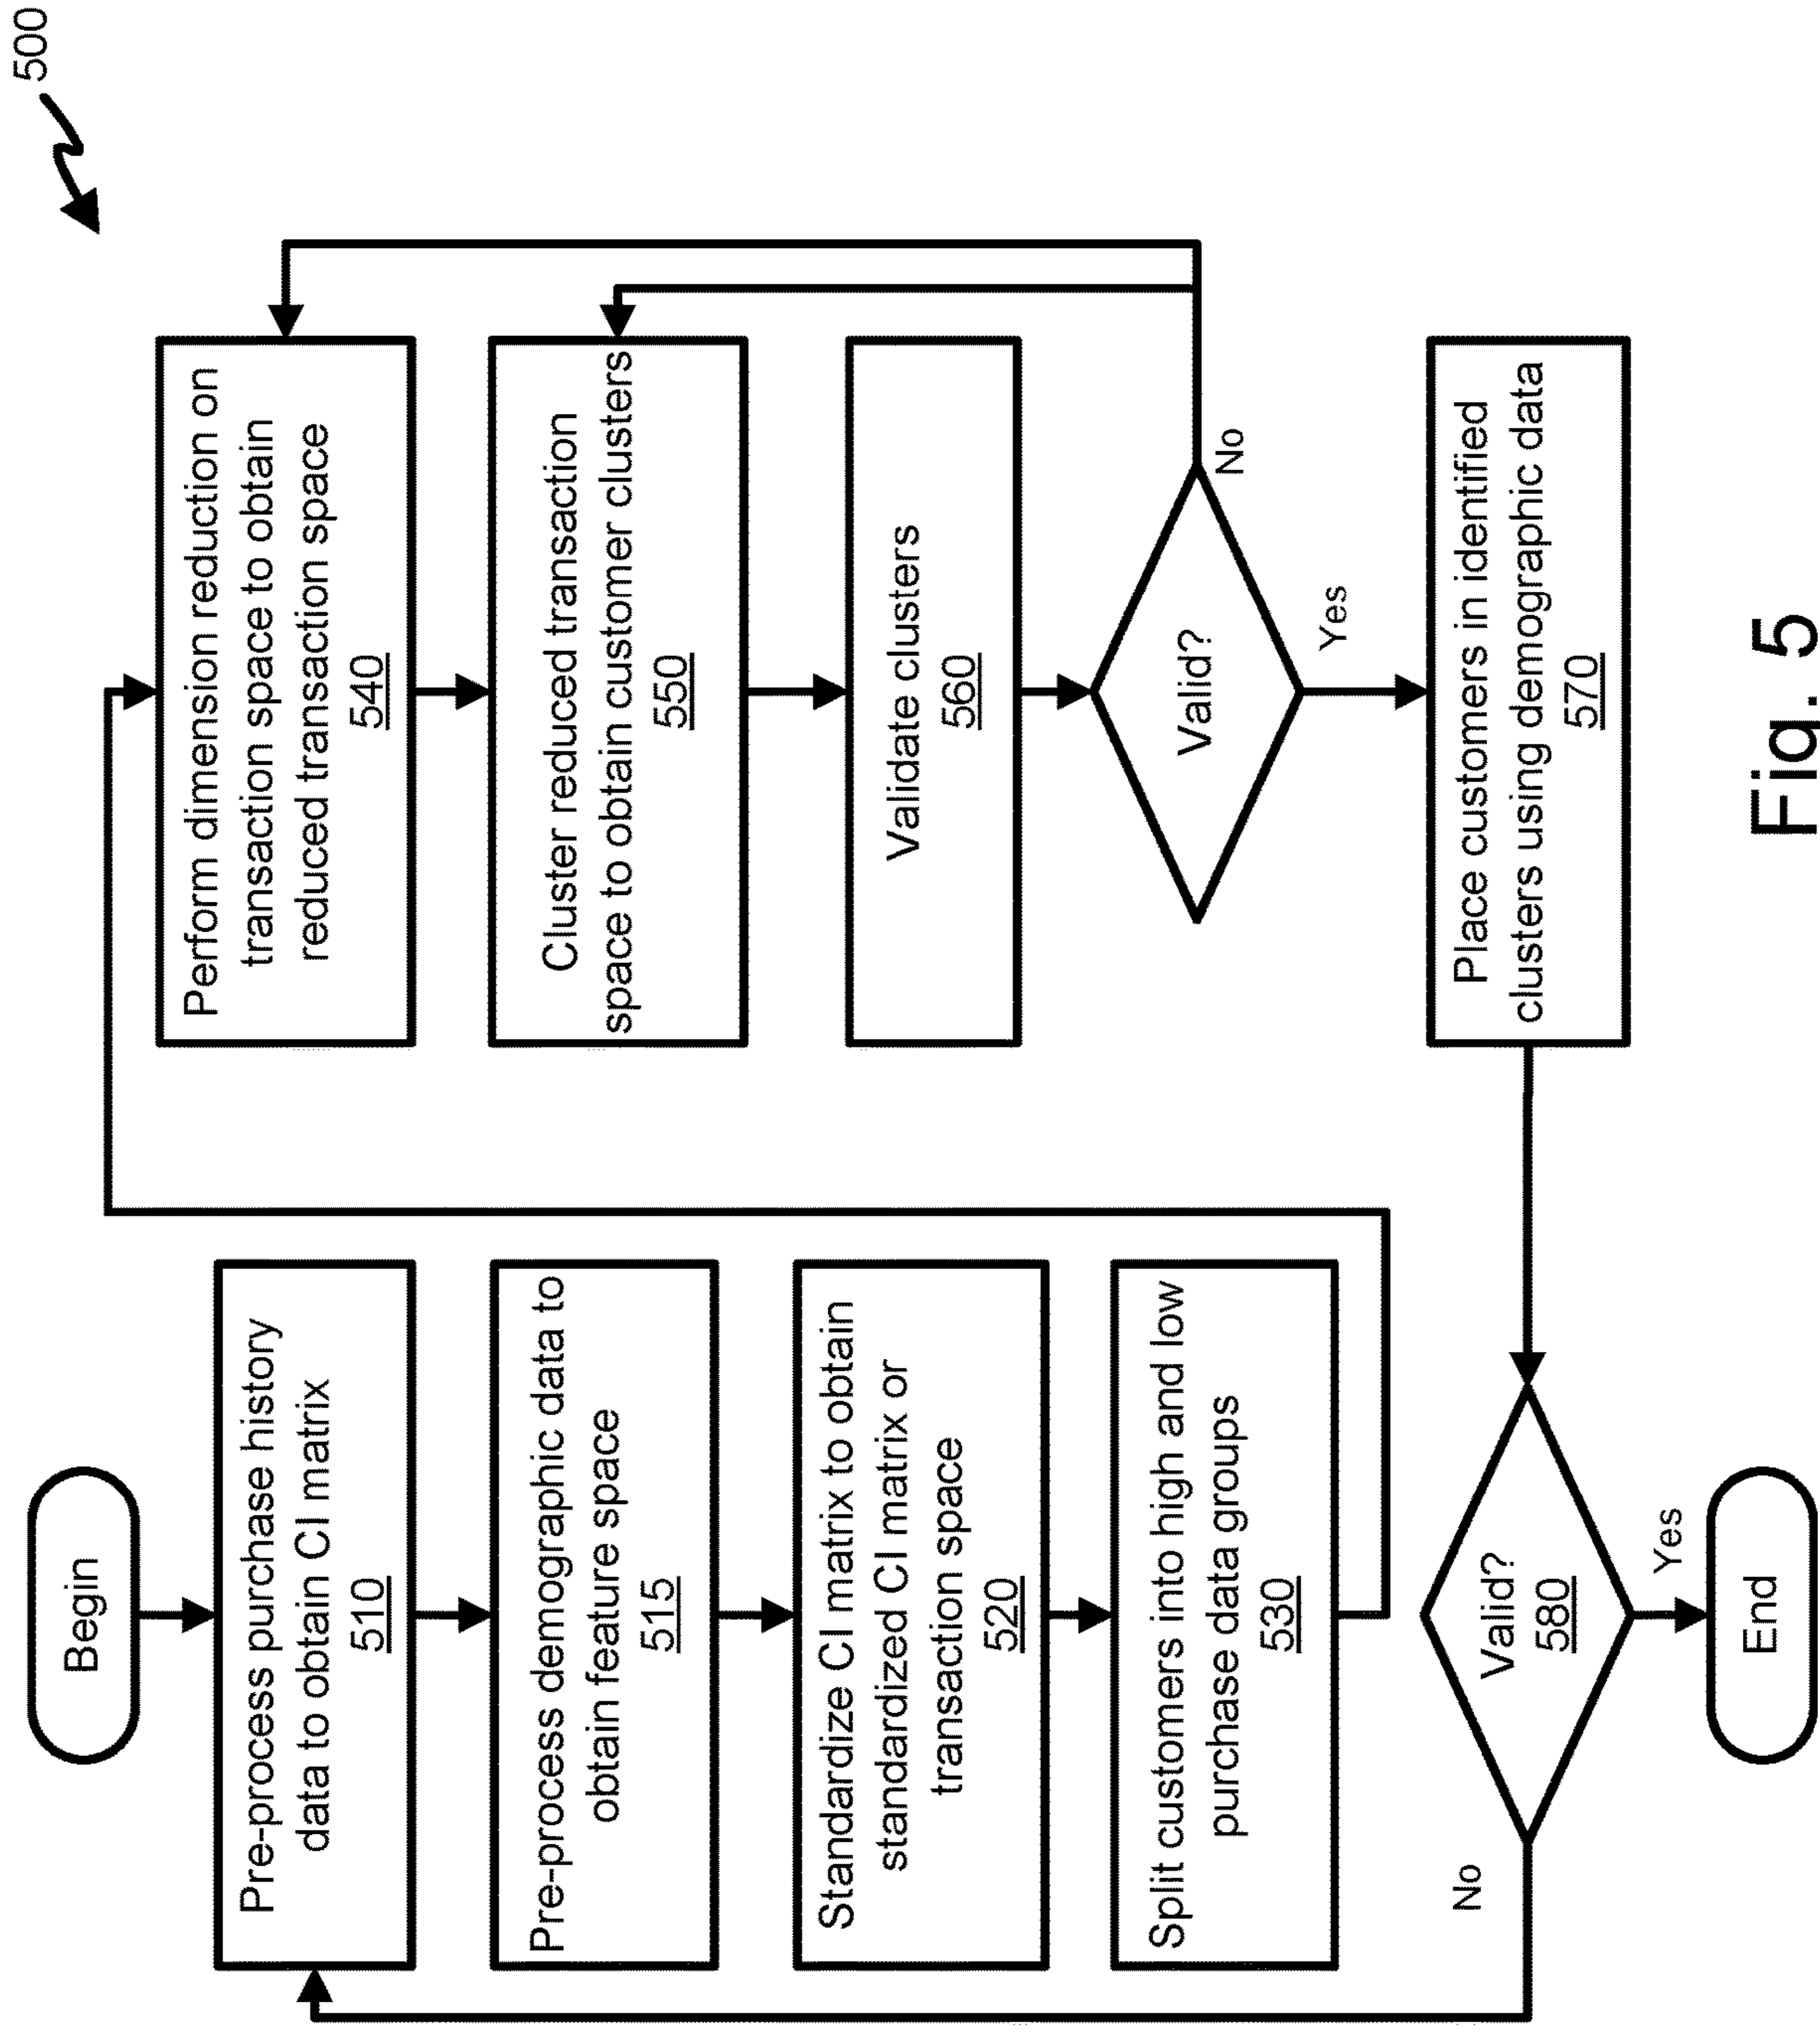 500
Begin
Pre-process purchase history
data to obtain CI matrix
510
Pre-process demographic data to
obtain feature space
515
Standardize CI matrix to obtain
standardized CI matrix or
transaction space
520
Split customers into high and low
purchase data groups
530
Perform dimension reduction on
transaction space to obtain
reduced transaction space
540
Cluster reduced transaction
space to obtain customer clusters
550
Validate clusters
560
Valid?
No
Yes
Place customers in identified
clusters using demographic data
570
Valid?
580
No
Yes
End
Fig. 5